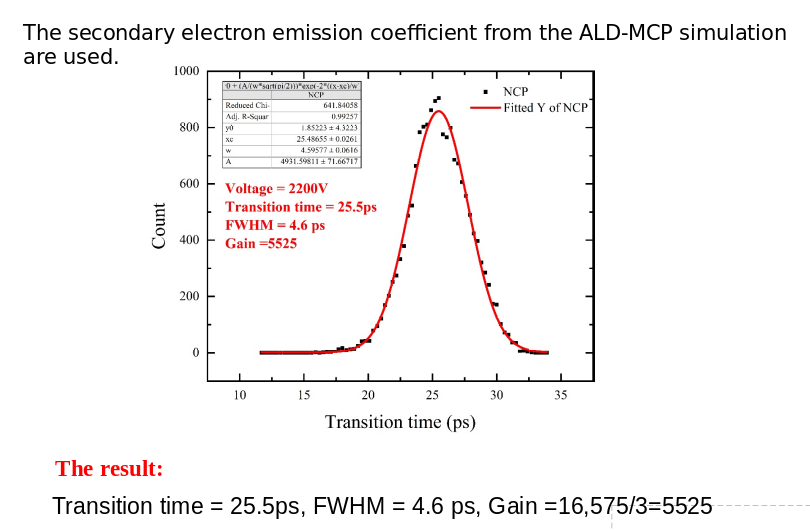 The secondary electron emission coefficient from the ALD-MCP simulation
are used.
1000
800
600
400
200
0
Count
0 + (A/(w*sqrt(pi/2)))*exp(-2*((x-xc)/w
NCP
Reduced Chi- 641.84058
Adj. R-Squar 0.99257
y0 1.85223 ± 4.3223
xc 25.48655 ± 0.0261
w 4.59577 ± 0.0616
A 4931.59811 ± 71.66717
NCP
Fitted Y of NCP
Voltage = 2200V
Transition time = 25.5ps
FWHM = 4.6 ps
Gain =5525
10 15 20 25 30 35
Transition time (ps)
The result:
Transition time = 25.5ps, FWHM = 4.6 ps, Gain =16,575/3=5525